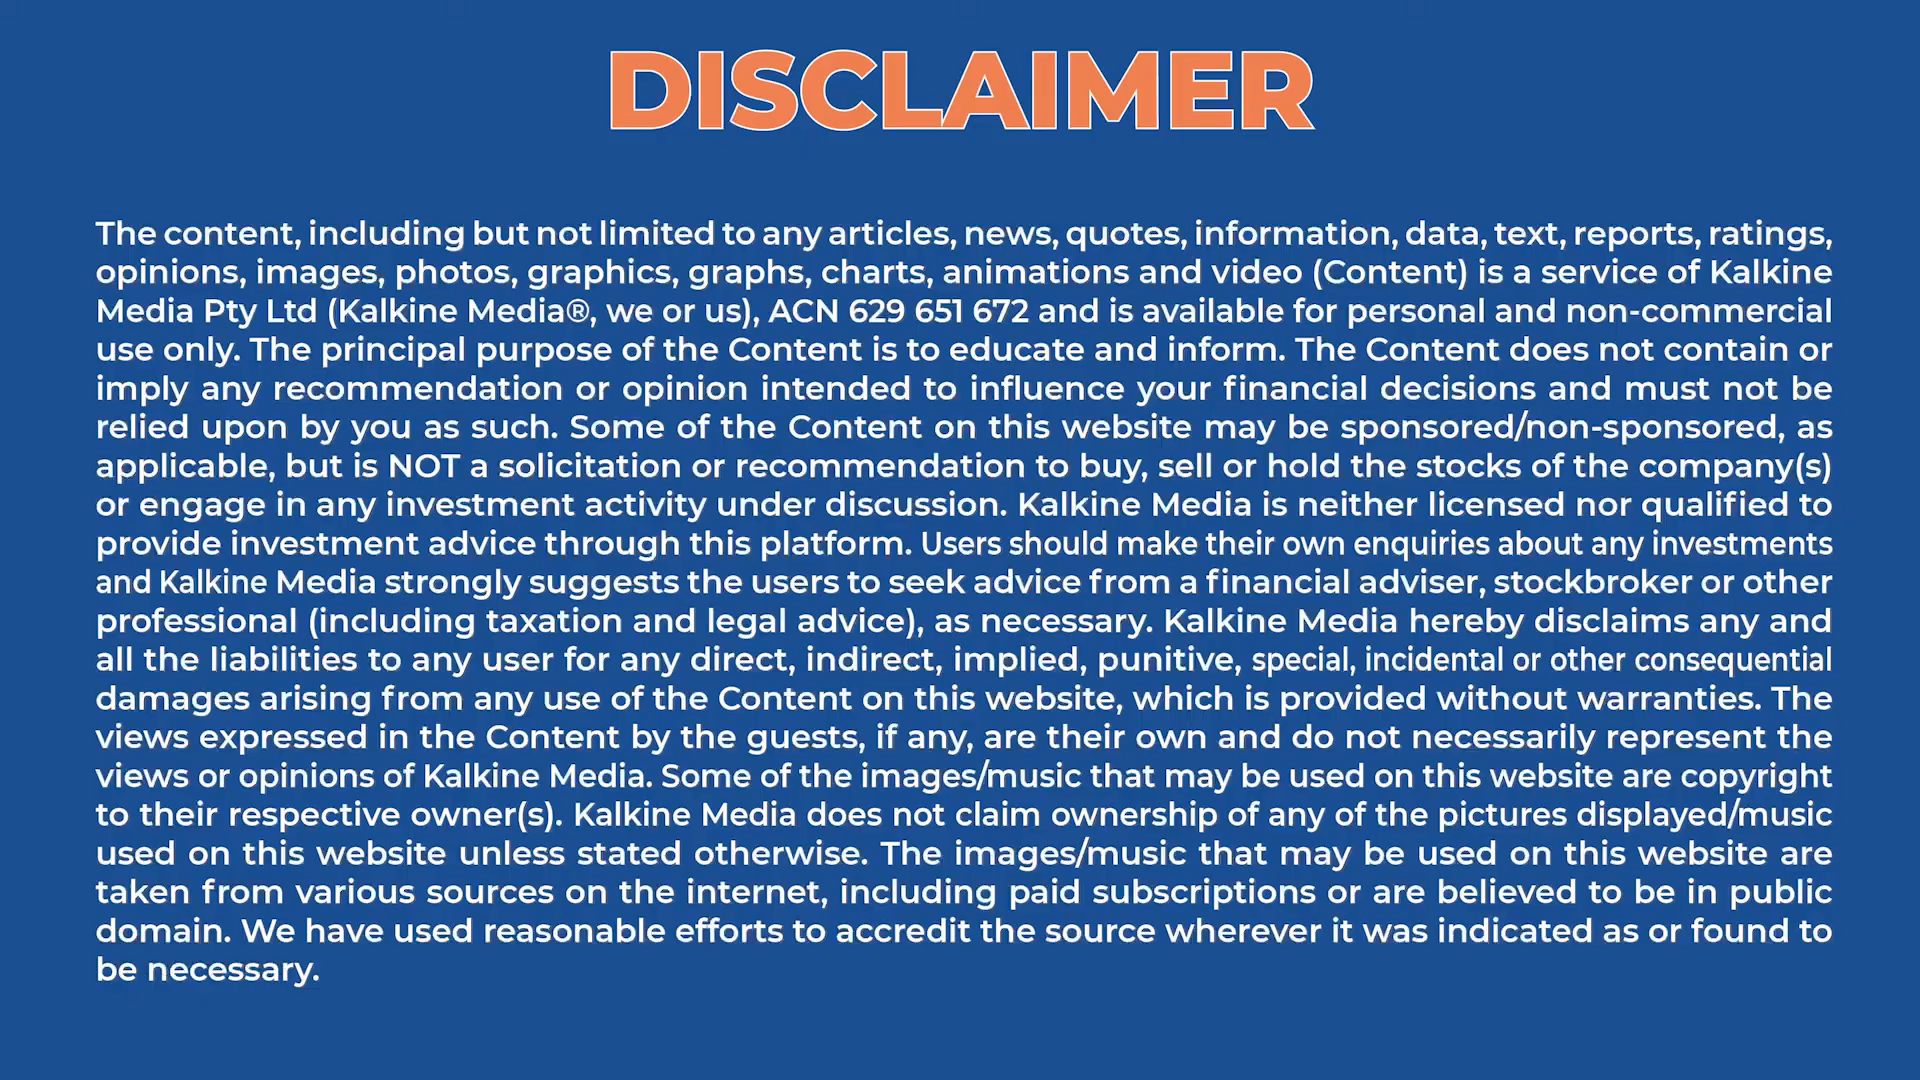 DISCLAIMER
The content, including but not limited to any articles, news, quotes, information, data, text, reports, ratings,
opinions, images, photos, graphics, graphs, charts, animations and video (Content) is a service of Kalkine
Media Pty Ltd (Kalkine Media®, we or us), ACN 629 651 672 and is available for personal and non-commercial
use only. The principal purpose of the Content is to educate and inform. The Content does not contain or
imply any recommendation or opinion intended to influence your financial decisions and must not be
relied upon by you as such. Some of the Content on this website may be sponsored/non-sponsored, as
applicable, but is NOT a solicitation or recommendation to buy, sell or hold the stocks of the company(s)
or engage in any investment activity under discussion. Kalkine Media is neither licensed nor qualified to
provide investment advice through this platform. Users should make their own enquiries about any investments
and Kalkine Media strongly suggests the users to seek advice from a financial adviser, stockbroker or other
professional (including taxation and legal advice), as necessary. Kalkine Media hereby disclaims any and
all the liabilities to any user for any direct, indirect, implied, punitive, special, incidental or other consequential
damages arising from any use of the Content on this website, which is provided without warranties. The
views expressed in the Content by the guests, if any, are their own and do not necessarily represent the
views or opinions of Kalkine Media. Some of the images/music that may be used on this website are copyright
to their respective owner(s). Kalkine Media does not claim ownership of any of the pictures displayed/music
used on this website unless stated otherwise. The images/music that may be used on this website are
taken from various sources on the internet, including paid subscriptions or are believed to be in public
domain. We have used reasonable efforts to accredit the source wherever it was indicated as or found to
be necessary.